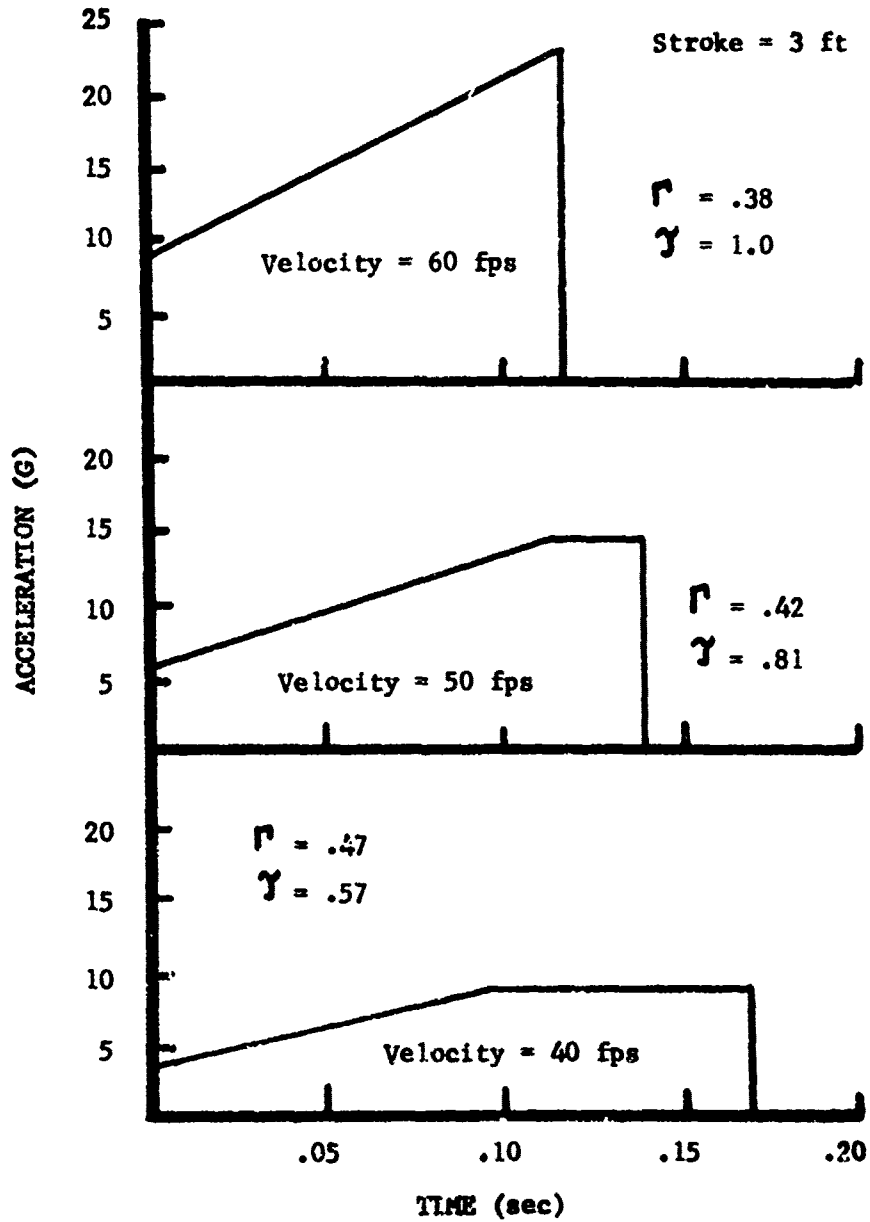 Stroke = 3 ft
25
20
15
10
5
Γ = .38
γ = 1.0
Velocity = 60 fps
ACCELERATION (G)
20
15
10
5
Γ = .42
γ = .81
Velocity = 50 fps
20
15
10
5
Γ = .47
γ = .57
Velocity = 40 fps
.05 .10 .15 .20
TIME (sec)